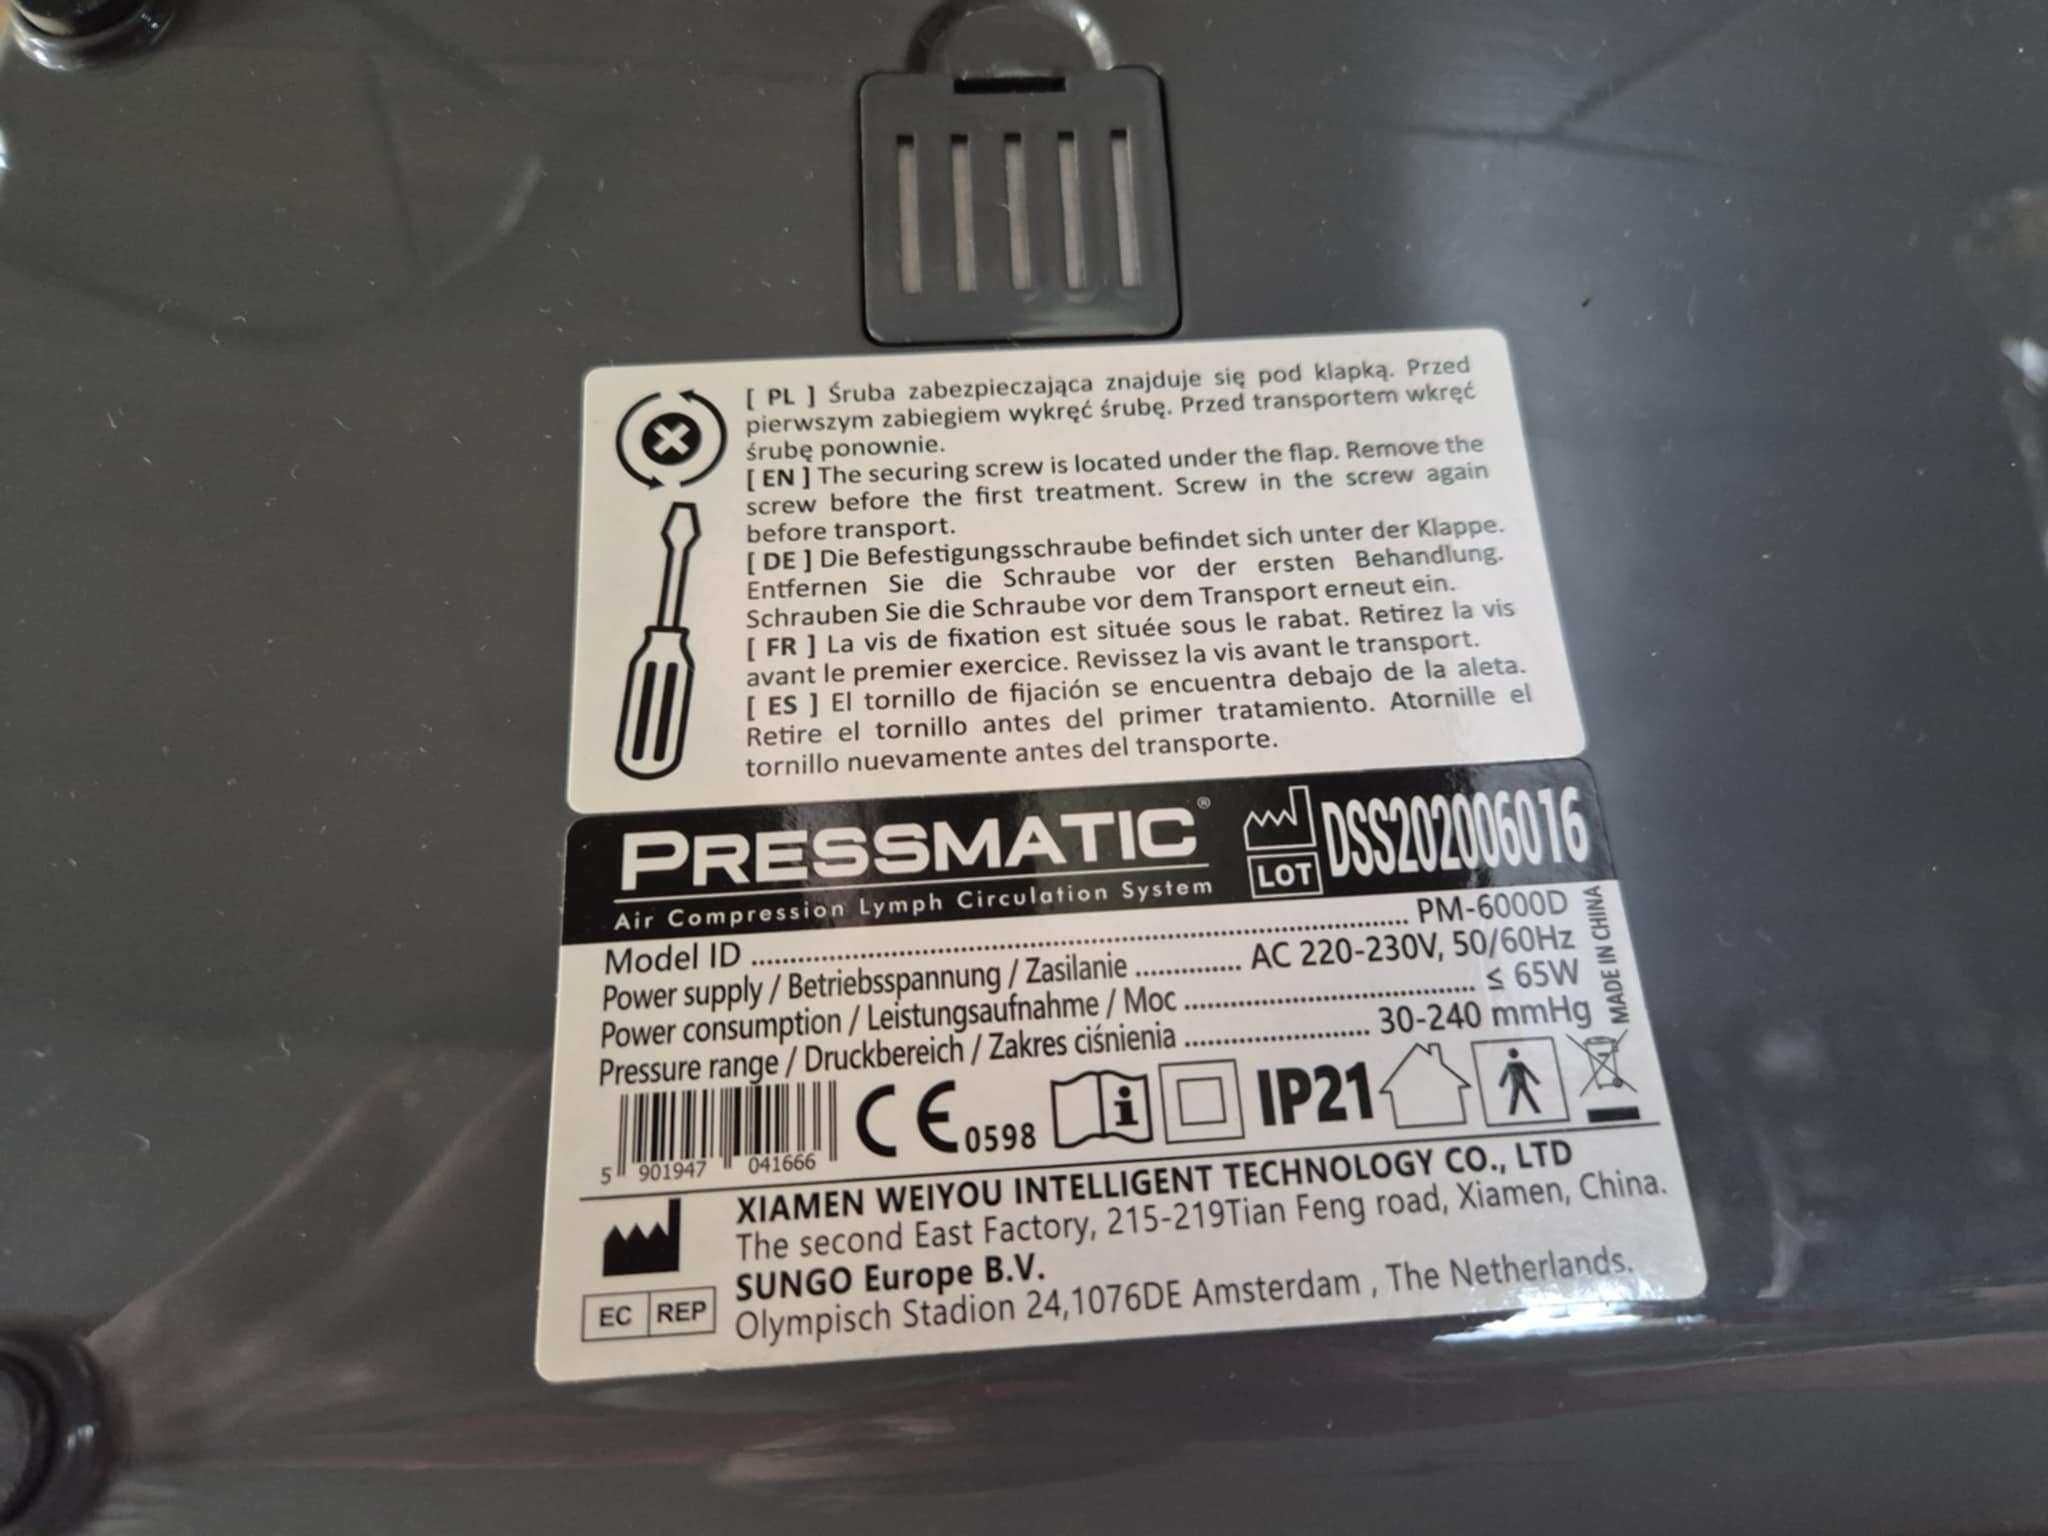 [ PL ] Śruba zabezpieczająca znajduje się pod klapką. Przed
pierwszym zabiegiem wykręć śrubę. Przed transportem wkręć
śrubę ponownie.
[ EN ] The securing screw is located under the flap. Remove the
screw before the first treatment. Screw in the screw again
before transport.
[ DE ] Die Befestigungsschraube befindet sich unter der Klappe.
Entfernen Sie die Schraube vor der ersten Behandlung.
Schrauben Sie die Schraube vor dem Transport erneut ein.
[ FR ] La vis de fixation est située sous le rabat. Retirez la vis
avant le premier exercice. Revissez la vis avant le transport.
[ ES ] El tornillo de fijación se encuentra debajo de la aleta.
Retire el tornillo antes del primer tratamiento. Atornille el
tornillo nuevamente antes del transporte.
PRESSMATIC®
Air Compression Lymph Circulation System
LOT DSS202006016
Model ID ........ PM-6000D
Power supply / Betriebsspannung / Zasilanie ........ AC 220-230V, 50/60Hz
Power consumption / Leistungsaufnahme / Moc ........ ≤ 65W
Pressure range / Druckbereich / Zakres ciśnienia ........ 30-240 mmHg
MADE IN CHINA
5 901947 041666
CE 0598
i
IP21
XIAMEN WEIYOU INTELLIGENT TECHNOLOGY CO., LTD
The second East Factory, 215-219Tian Feng road, Xiamen, China.
EC REP
SUNGO Europe B.V.
Olympisch Stadion 24,1076DE Amsterdam , The Netherlands.